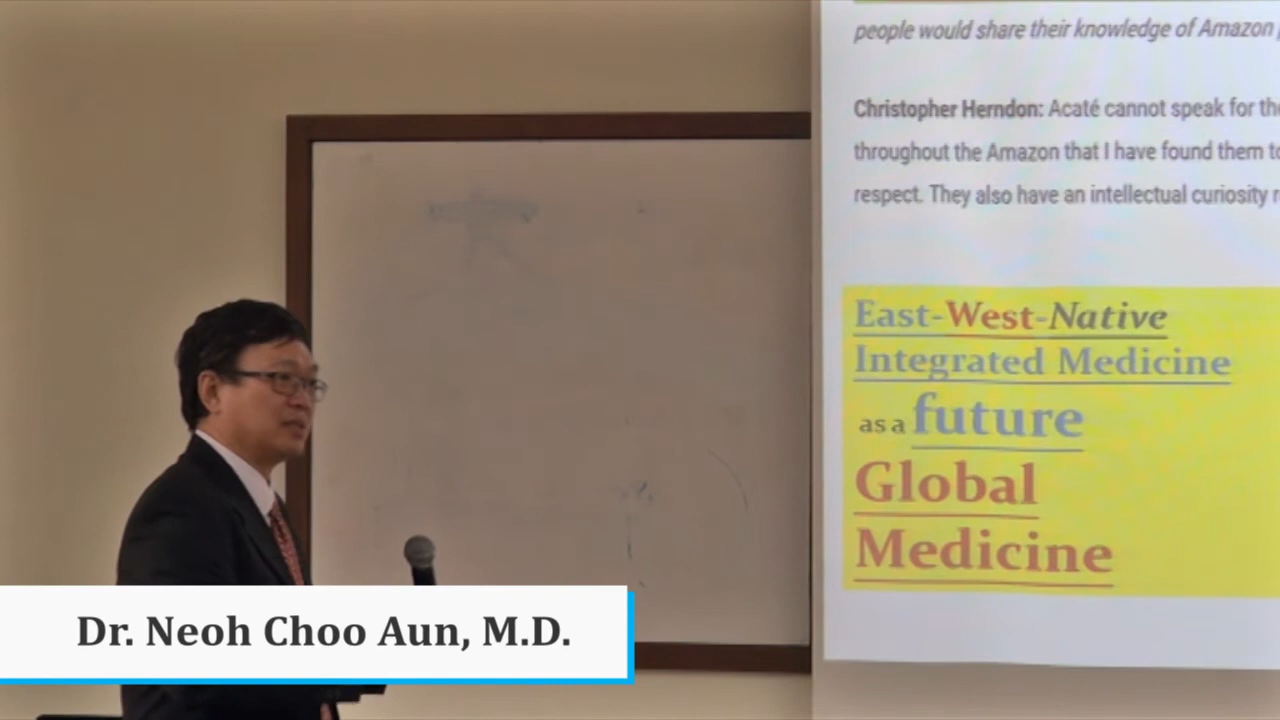 people would share their knowledge of Amazon
Christopher Herndon: Acaté cannot speak for the
throughout the Amazon that I have found them to
respect. They also have an intellectual curiosity
East-West-Native
Integrated Medicine
as a future
Global
Medicine
Dr. Neoh Choo Aun, M.D.